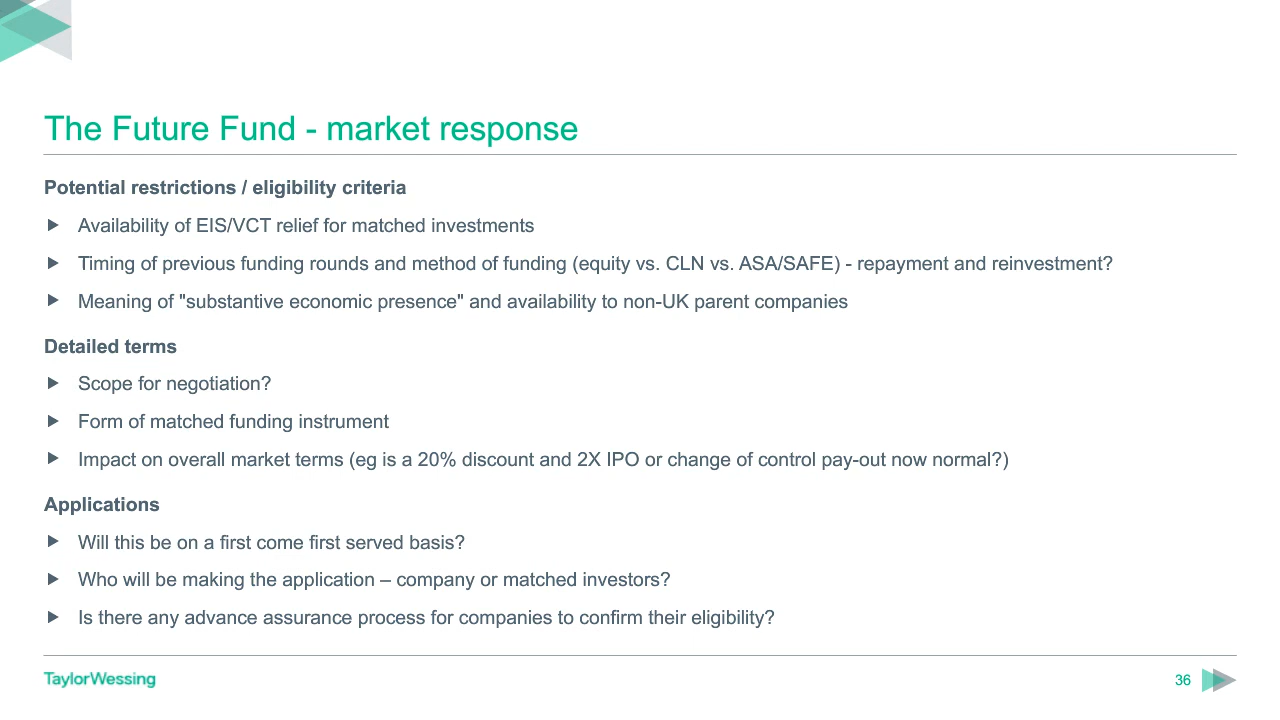 The Future Fund - market response
Potential restrictions / eligibility criteria
Availability of EIS/VCT relief for matched investments
Timing of previous funding rounds and method of funding (equity vs. CLN vs. ASA/SAFE) - repayment and reinvestment?
Meaning of "substantive economic presence" and availability to non-UK parent companies
Detailed terms
Scope for negotiation?
Form of matched funding instrument
Impact on overall market terms (eg is a 20% discount and 2X IPO or change of control pay-out now normal?)
Applications
Will this be on a first come first served basis?
Who will be making the application – company or matched investors?
Is there any advance assurance process for companies to confirm their eligibility?
TaylorWessing
36